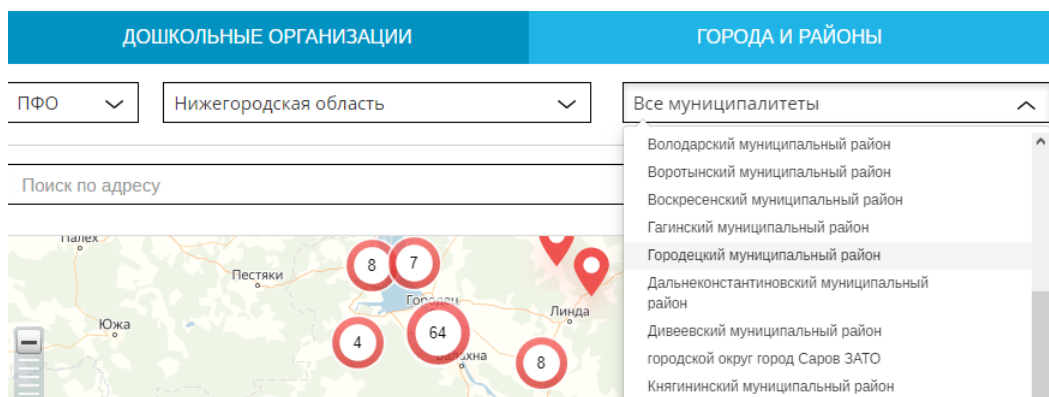 ДОШКОЛЬНЫЕ ОРГАНИЗАЦИИ
ГОРОДА И РАЙОНЫ
ПФО
Нижегородская область
Все муниципалитеты
Володарский муниципальный район
Воротынский муниципальный район
Воскресенский муниципальный район
Гагинский муниципальный район
Городецкий муниципальный район
Дальнеконстантиновский муниципальный
район
Дивеевский муниципальный район
городской округ город Саров ЗАТО
Княгининский муниципальный район
Поиск по адресу
Палех
Пестяки
8
7
Городец
Линда
Южа
4
64
Балахна
8